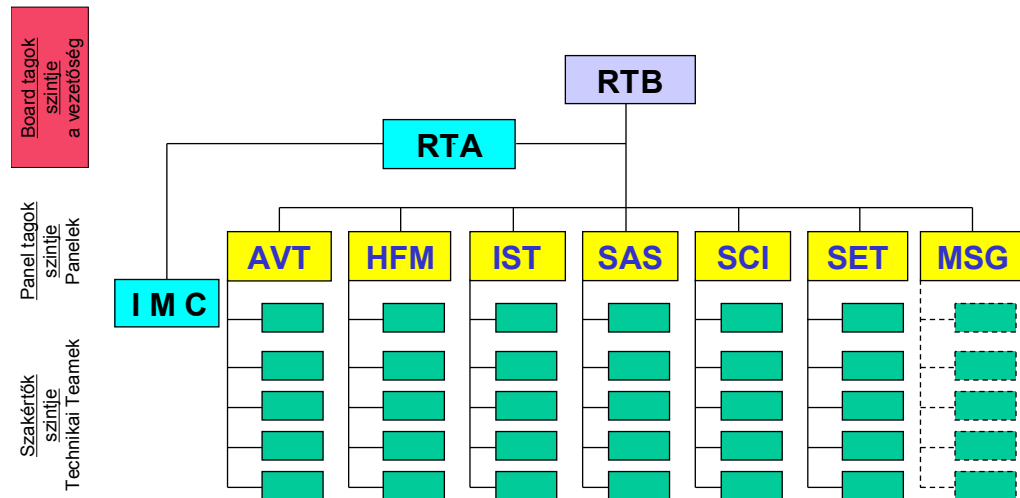 Board tagok
szintje
a vezetőség
RTB
RTA
Panel tagok
szintje
Panelek
AVT
HFM
IST
SAS
SCI
SET
MSG
I M C
Szakértők
szintje
Technikai Teamek